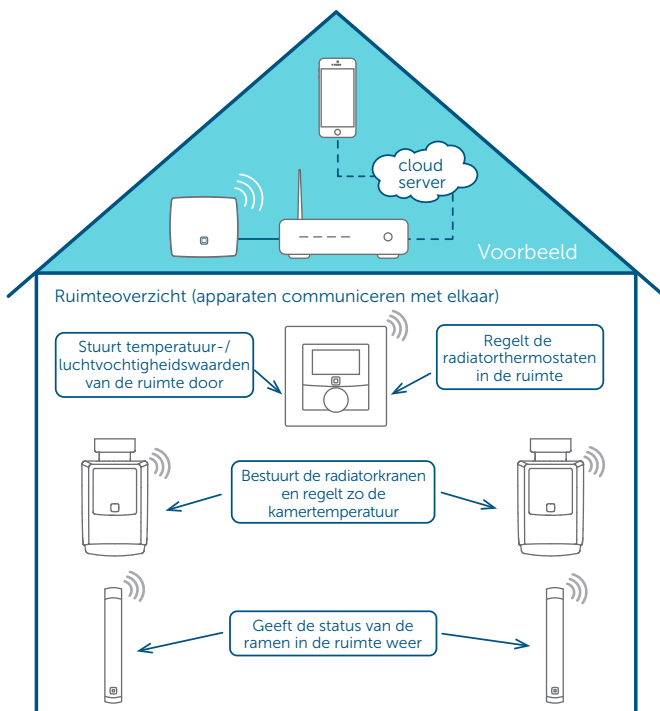 cloud
server
Voorbeeld
Ruimteoverzicht (apparaten communiceren met elkaar)
Stuurt temperatuur-/
luchtvochtigheidswaarden
van de ruimte door
Regelt de
radiatorthermostaten
in de ruimte
Bestuurt de radiatorkranen
en regelt zo de
kamertemperatuur
Geeft de status van de
ramen in de ruimte weer